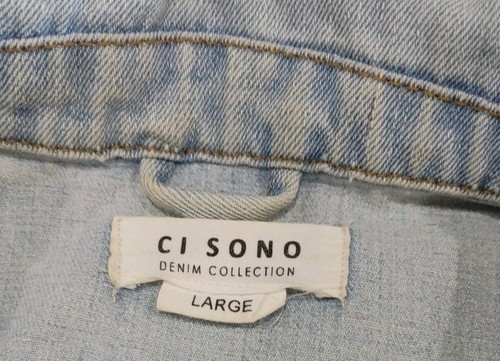 CI SONO
DENIM COLLECTION
LARGE